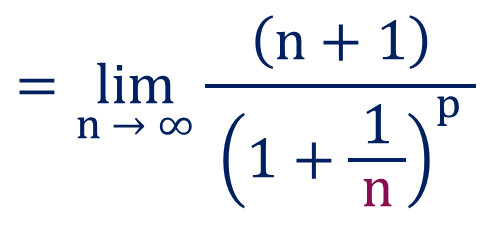 = lim n → ∞ (n + 1) / (1 + 1/n)^p